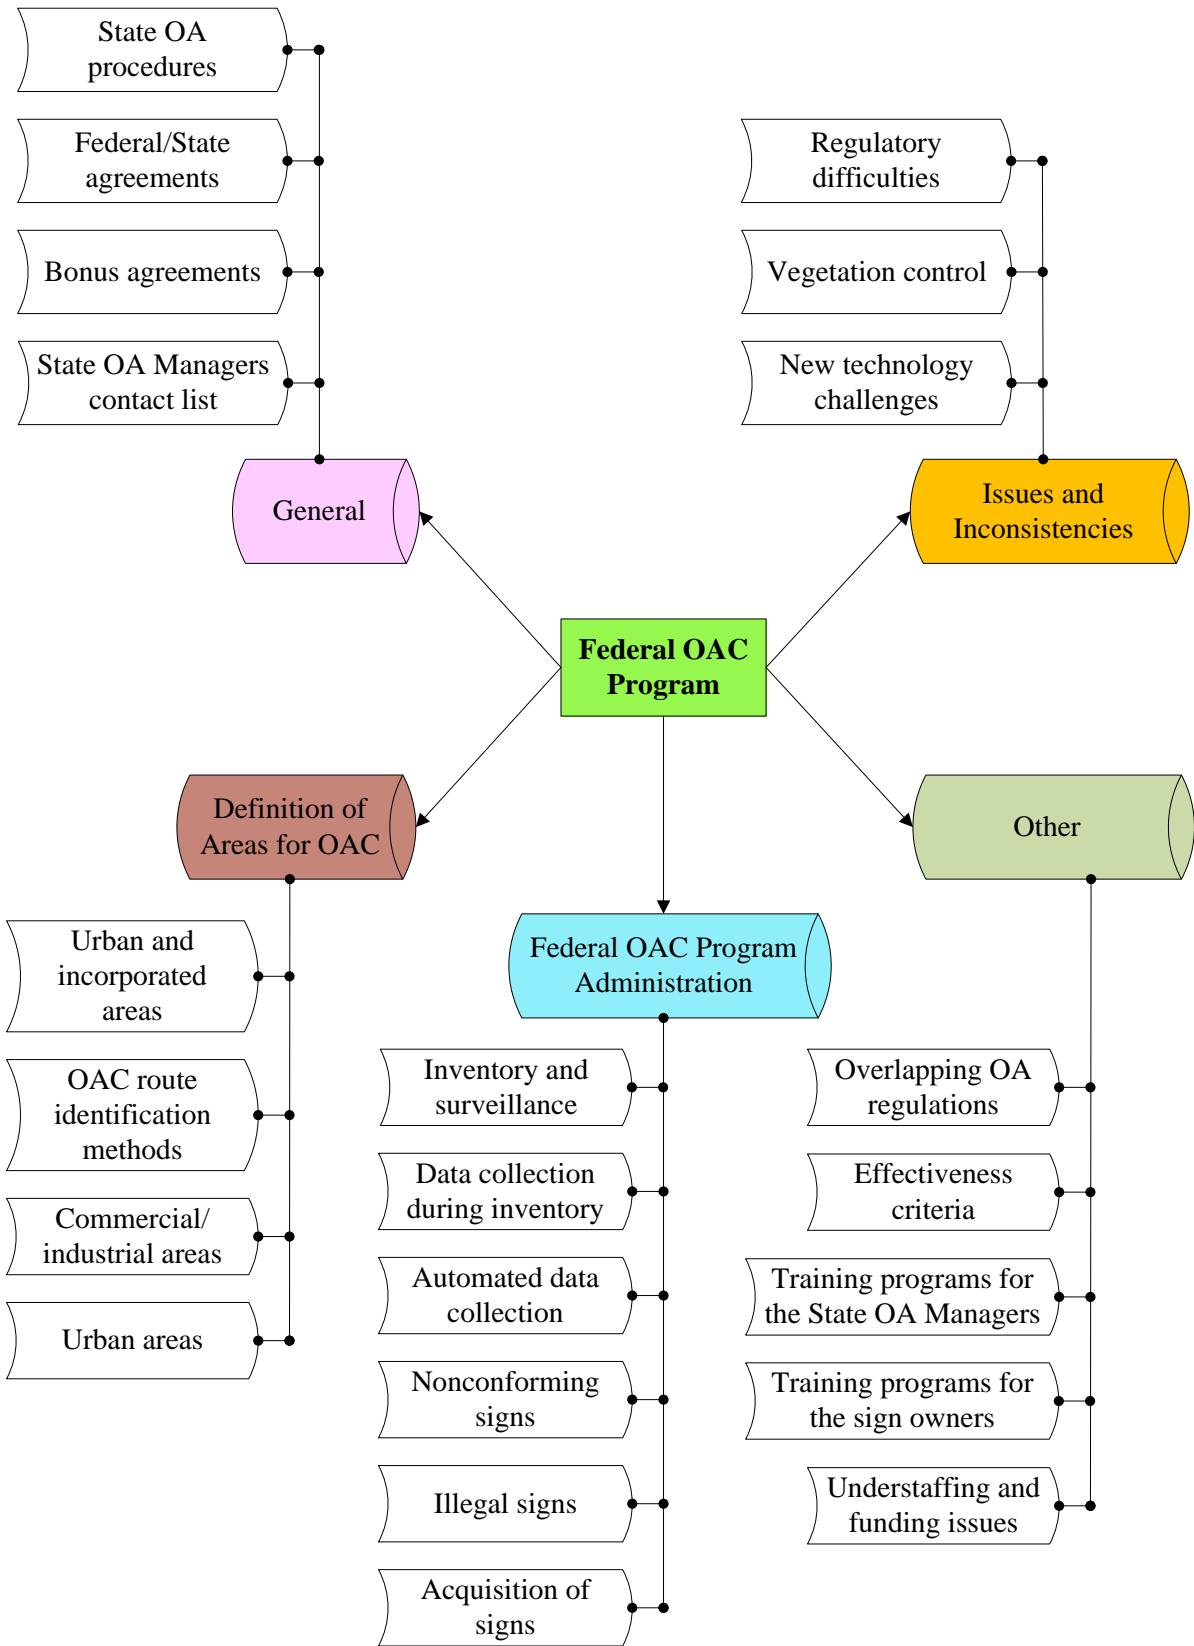 State OA
procedures
Federal/State
agreements
Bonus agreements
State OA Managers
contact list
General
Regulatory
difficulties
Vegetation control
New technology
challenges
Issues and
Inconsistencies
Federal OAC
Program
Definition of
Areas for OAC
Urban and
incorporated
areas
OAC route
identification
methods
Commercial/
industrial areas
Urban areas
Federal OAC Program
Administration
Inventory and
surveillance
Data collection
during inventory
Automated data
collection
Nonconforming
signs
Illegal signs
Acquisition of
signs
Other
Overlapping OA
regulations
Effectiveness
criteria
Training programs for
the State OA Managers
Training programs for
the sign owners
Understaffing and
funding issues